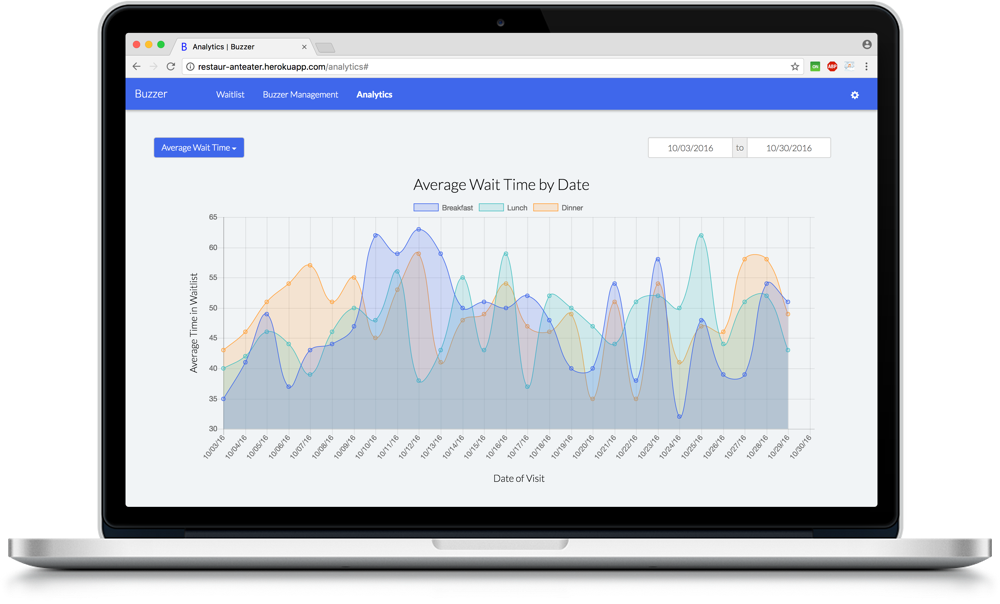 B Analytics | Buzzer
restaur-anteater.herokuapp.com/analytics#
ABP
Buzzer Waitlist Buzzer Management Analytics
Average Wait Time
10/03/2016 to 10/30/2016
Average Wait Time by Date
Breakfast Lunch Dinner
Average Time in Waitlist
65
60
55
50
45
40
35
30
10/03/16 10/04/16 10/05/16 10/06/16 10/07/16 10/08/16 10/09/16 10/10/16 10/11/16 10/12/16 10/13/16 10/14/16 10/15/16 10/16/16 10/17/16 10/18/16 10/19/16 10/20/16 10/21/16 10/22/16 10/23/16 10/24/16 10/25/16 10/26/16 10/27/16 10/28/16 10/29/16 10/30/16
Date of Visit